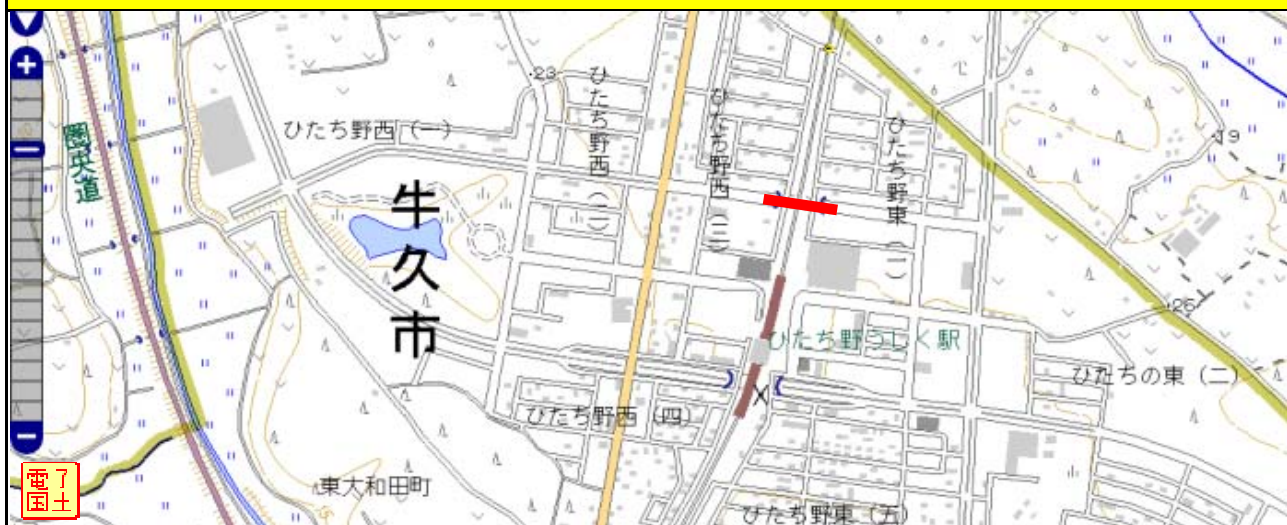 圏央道
ひたち野西（一）
・23
ひたち野西（二）
ひたち野西（三）
ひたち野東（一）
・19
牛久市
・26
ひたち野うしく駅
ひたちの東（二）
ひたち野西（四）
東大和田町
ひたち野東（五）
電子
国土